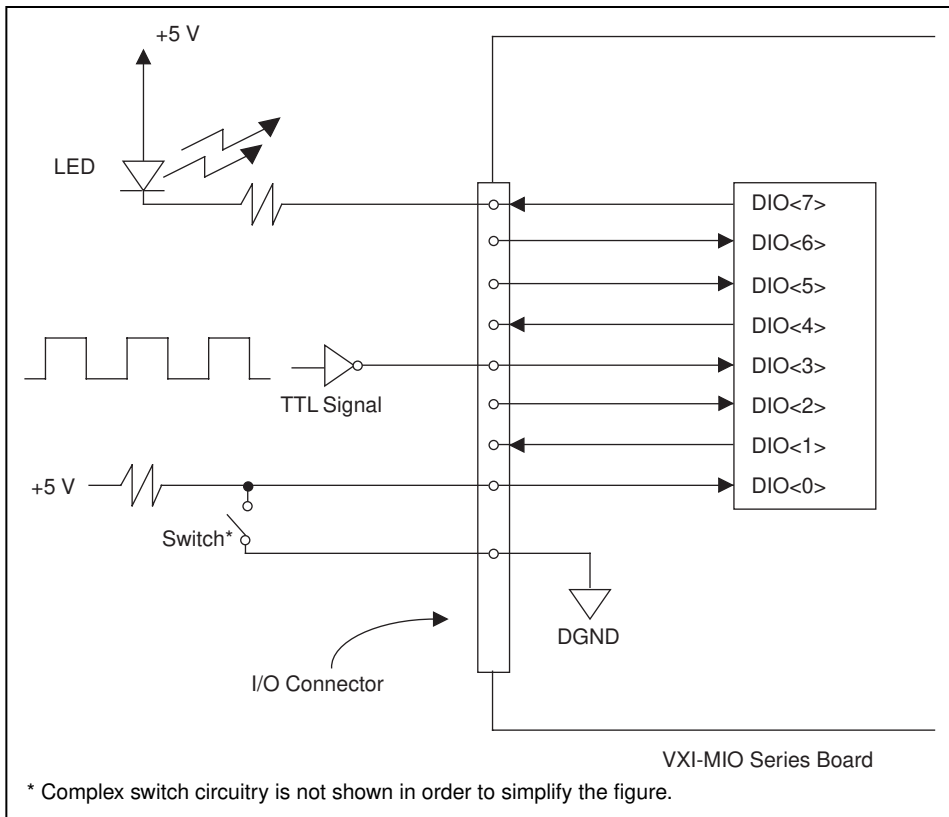 +5 V
LED
DIO<7>
DIO<6>
DIO<5>
DIO<4>
DIO<3>
TTL Signal
DIO<2>
DIO<1>
+5 V
DIO<0>
Switch*
DGND
I/O Connector
VXI-MIO Series Board
* Complex switch circuitry is not shown in order to simplify the figure.